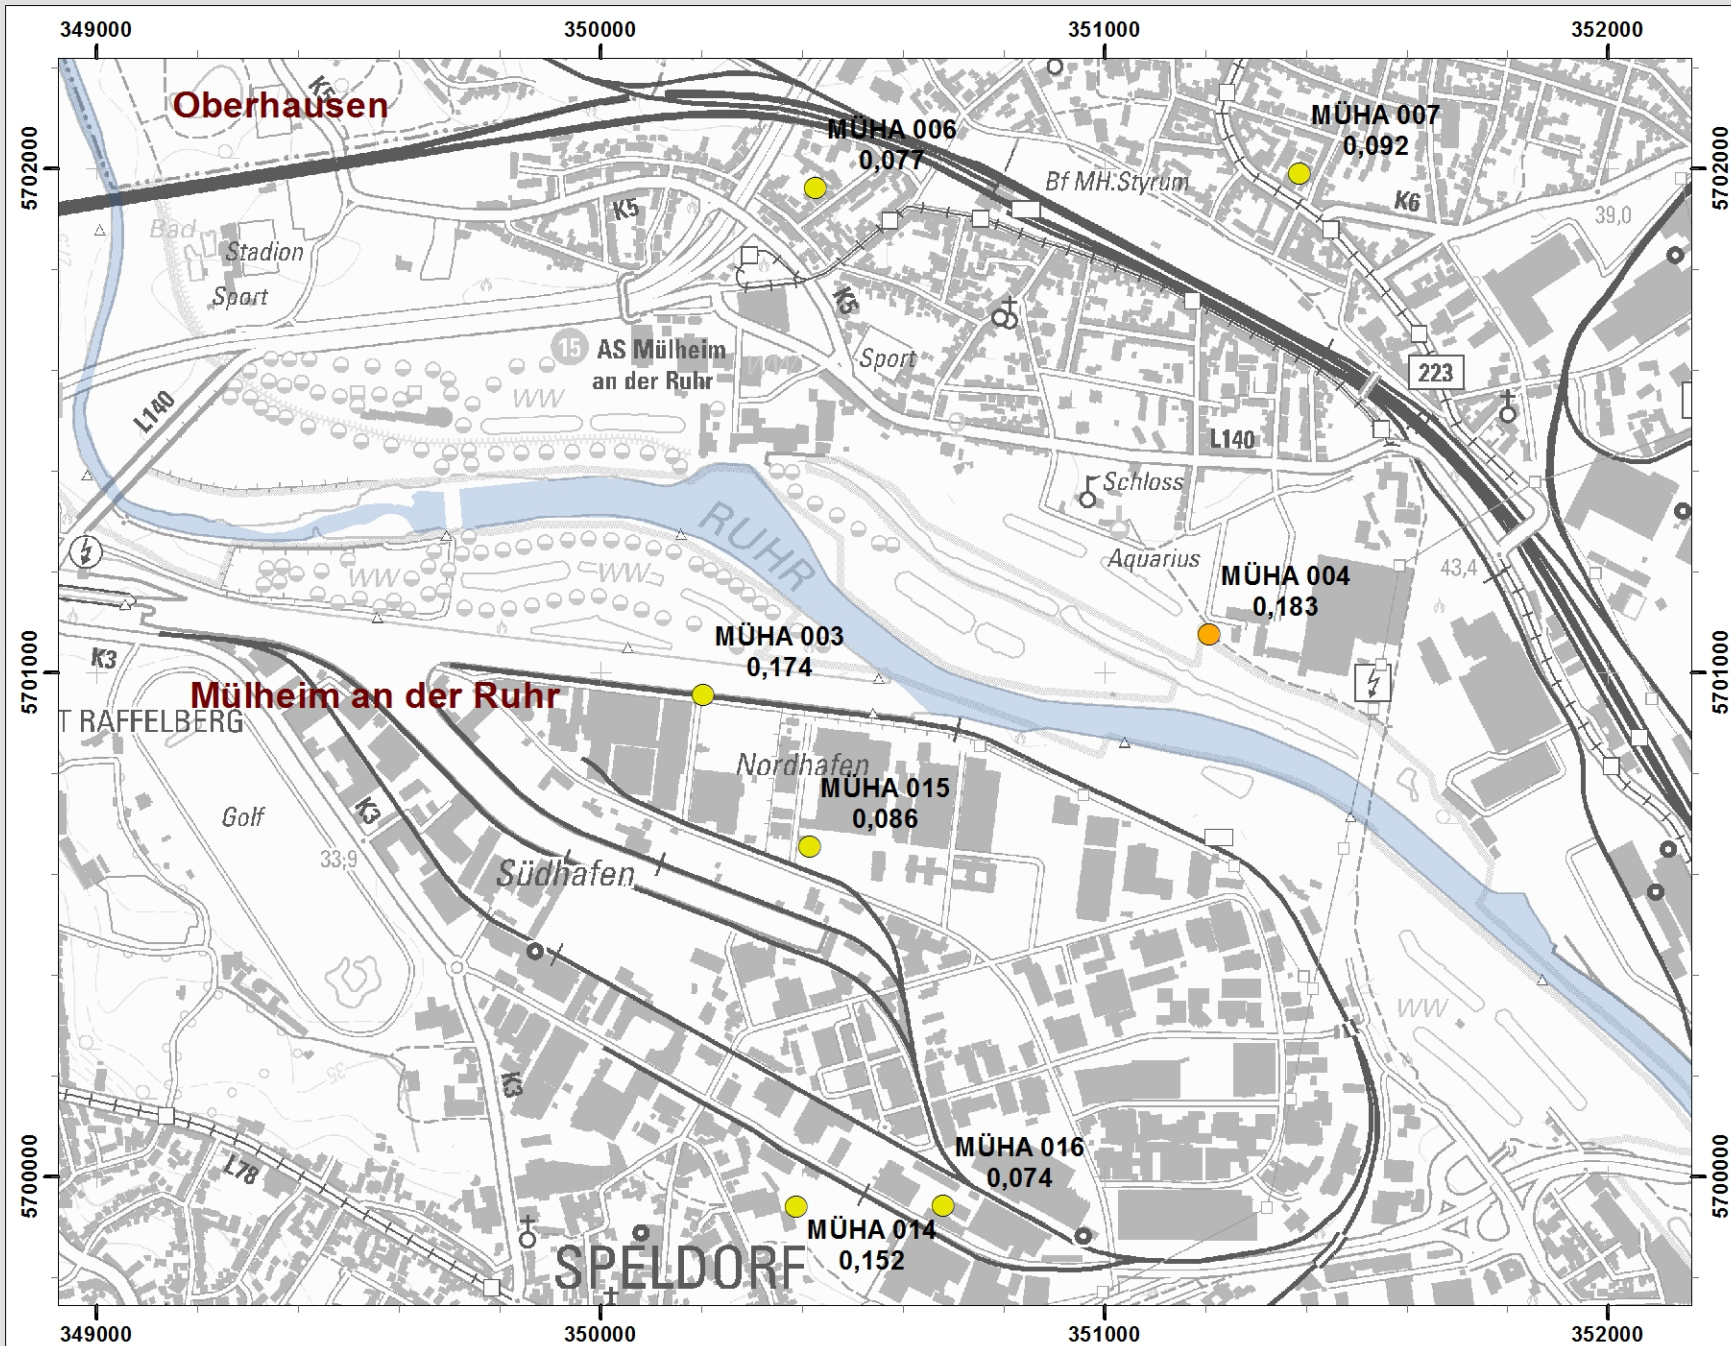 349000
350000
351000
352000
5702000
5702000
Oberhausen
K5
MÜHA 006
0,077
MÜHA 007
0,092
Bf MH.Styrum
K6
K5
39,0
Bad
Stadion
Sport
K5
15
AS Mülheim
an der Ruhr
WW
Sport
223
L140
WW
L140
Schloss
RUHR
Aquarius
43,4
WW
WW
MÜHA 004
0,183
MÜHA 003
0,174
5701000
5701000
K3
Mülheim an der Ruhr
T RAFFELBERG
Nordhafen
MÜHA 015
0,086
Golf
K3
33,9
Südhafen
WW
35
K3
MÜHA 016
0,074
5700000
5700000
L78
MÜHA 014
0,152
SPELDORF
349000
350000
351000
352000